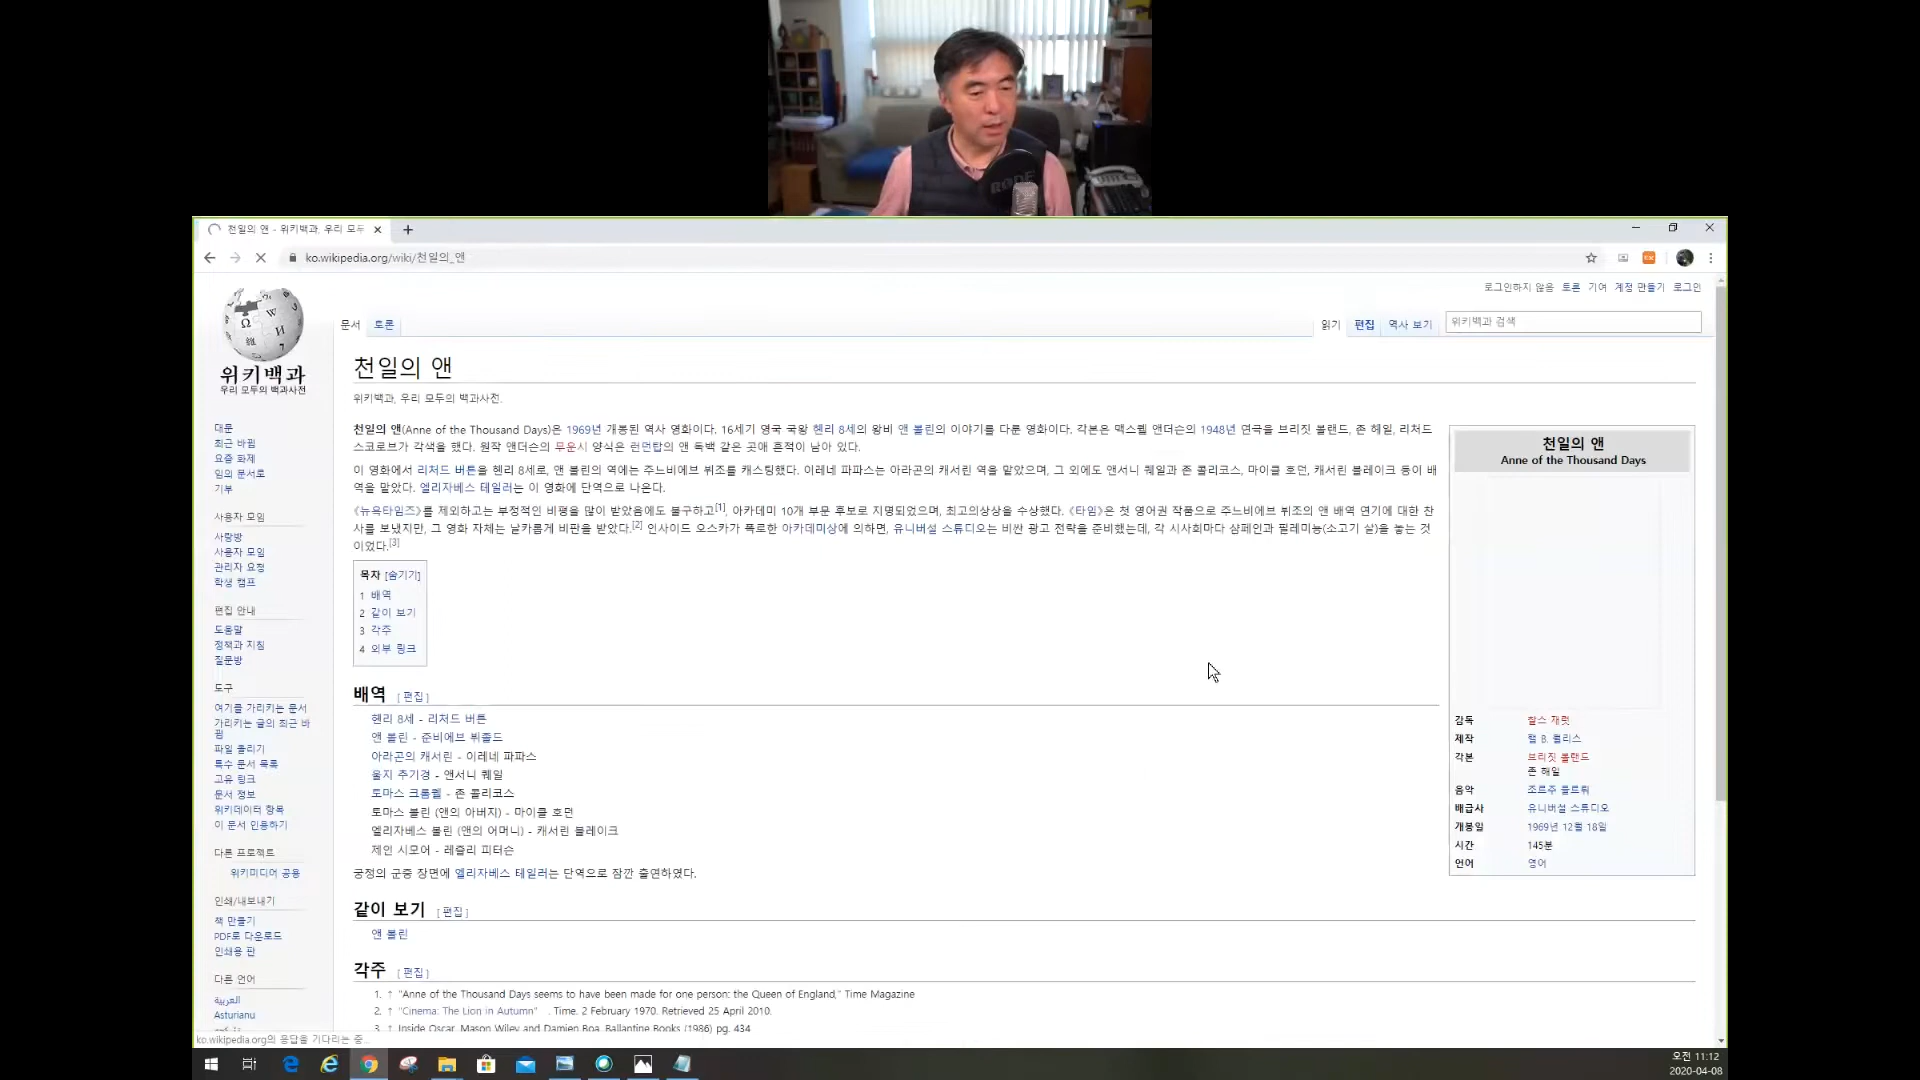 RØDE
천일의 앤 - 위키백과, 우리 모두
ko.wikipedia.org/wiki/천일의_앤
로그인하지 않음 토론 기여 계정 만들기 로그인
문서 토론
읽기 편집 역사 보기 위키백과 검색
위키백과
우리 모두의 백과사전
천일의 앤
위키백과, 우리 모두의 백과사전.
천일의 앤(Anne of the Thousand Days)은 1969년 개봉된 역사 영화이다. 16세기 영국 국왕 헨리 8세의 왕비 앤 불린의 이야기를 다룬 영화이다. 각본은 맥스웰 앤더슨의 1948년 연극을 브리짓 볼랜드, 존 헤일, 리처드
스코로브가 각색을 했다. 원작 앤더슨의 무운시 양식은 런던탑의 앤 독백 같은 곳애 흔적이 남아 있다.
이 영화에서 리처드 버튼을 헨리 8세로, 앤 불린의 역에는 주느비에브 뷔조를 캐스팅했다. 이레네 파파스는 아라곤의 캐서린 역을 맡았으며, 그 외에도 앤서니 퀘일과 존 콜리코스, 마이클 호던, 캐서린 블레이크 등이 배
역을 맡았다. 엘리자베스 테일러는 이 영화에 단역으로 나온다.
《뉴욕타임즈》를 제외하고는 부정적인 비평을 많이 받았음에도 불구하고[1], 아카데미 10개 부문 후보로 지명되었으며, 최고의상상을 수상했다. 《타임》은 첫 영어권 작품으로 주느비에브 뷔조의 앤 배역 연기에 대한 찬
사를 보냈지만, 그 영화 자체는 날카롭게 비판을 받았다.[2] 인사이드 오스카가 폭로한 아카데미상에 의하면, 유니버설 스튜디오는 비싼 광고 전략을 준비했는데, 각 시사회마다 샴페인과 필레미뇽(소고기 살)을 놓는 것
이었다.[3]
목차 [숨기기]
1 배역
2 같이 보기
3 각주
4 외부 링크
배역 [편집]
헨리 8세 - 리처드 버튼
앤 불린 - 준비에브 뷔졸드
아라곤의 캐서린 - 이레네 파파스
울지 추기경 - 앤서니 퀘일
토마스 크롬웰 - 존 콜리코스
토마스 불린 (앤의 아버지) - 마이클 호던
엘리자베스 불린 (앤의 어머니) - 캐서린 블레이크
제인 시모어 - 레즐리 피터슨
궁정의 군중 장면에 엘리자베스 테일러는 단역으로 잠깐 출연하였다.
같이 보기 [편집]
앤 불린
각주 [편집]
1. ↑ "Anne of the Thousand Days seems to have been made for one person: the Queen of England," Time Magazine
2. ↑ "Cinema: The Lion in Autumn" . Time. 2 February 1970. Retrieved 25 April 2010.
3. ↑ Inside Oscar, Mason Wiley and Damien Boa, Ballantine Books (1986) pg. 434
천일의 앤
Anne of the Thousand Days
감독 찰스 재럿
제작 핼 B. 월리스
각본 브리짓 볼랜드
존 해일
음악 조르주 들르뤼
배급사 유니버설 스튜디오
개봉일 1969년 12월 18일
시간 145분
언어 영어
대문
최근 바뀜
요즘 화제
임의 문서로
기부
사용자 모임
사랑방
사용자 모임
관리자 요청
학생 캠프
편집 안내
도움말
정책과 지침
질문방
도구
여기를 가리키는 문서
가리키는 글의 최근 바
뀜
파일 올리기
특수 문서 목록
고유 링크
문서 정보
위키데이터 항목
이 문서 인용하기
다른 프로젝트
위키미디어 공용
인쇄/내보내기
책 만들기
PDF로 다운로드
인쇄용 판
다른 언어
العربية
Asturianu
ko.wikipedia.org의 응답을 기다리는 중...
오전 11:12
2020-04-08